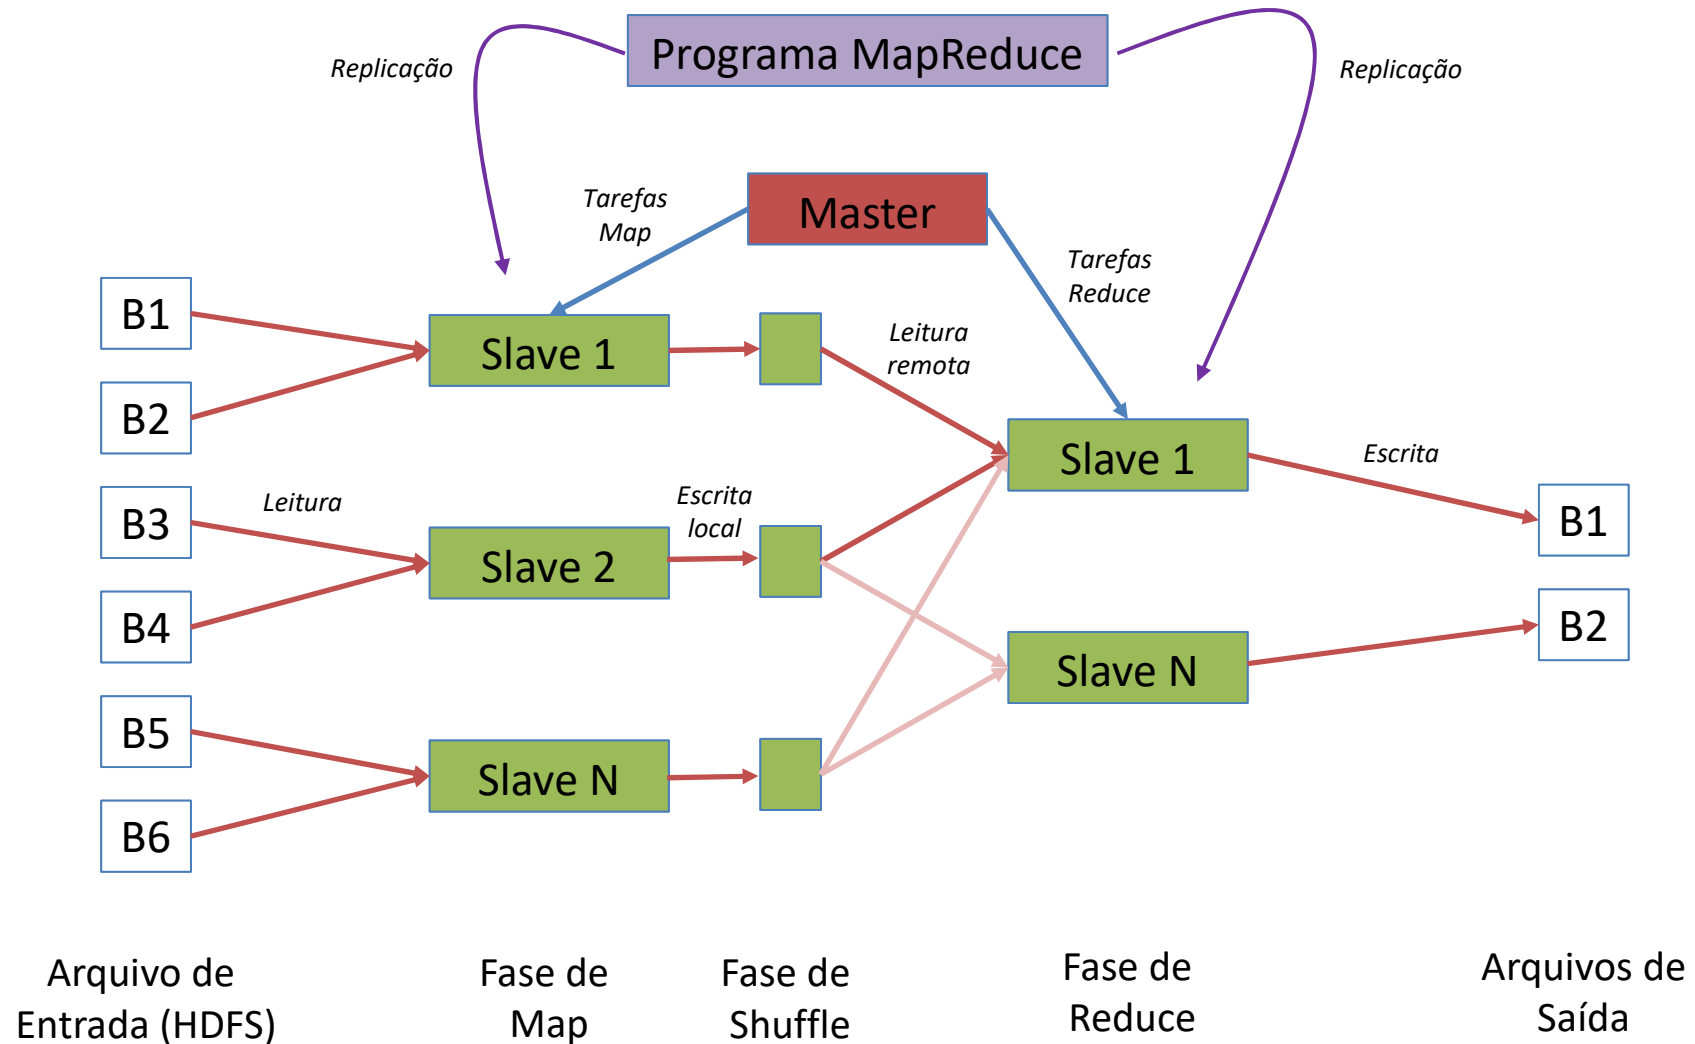 Programa MapReduce
Replicação
Replicação
Tarefas
Map
Master
Tarefas
Reduce
B1
B2
B3
B4
B5
B6
Leitura
Slave 1
Slave 2
Slave N
Escrita
local
Leitura
remota
Slave 1
Slave N
Escrita
B1
B2
Arquivo de
Entrada (HDFS)
Fase de
Map
Fase de
Shuffle
Fase de
Reduce
Arquivos de
Saída